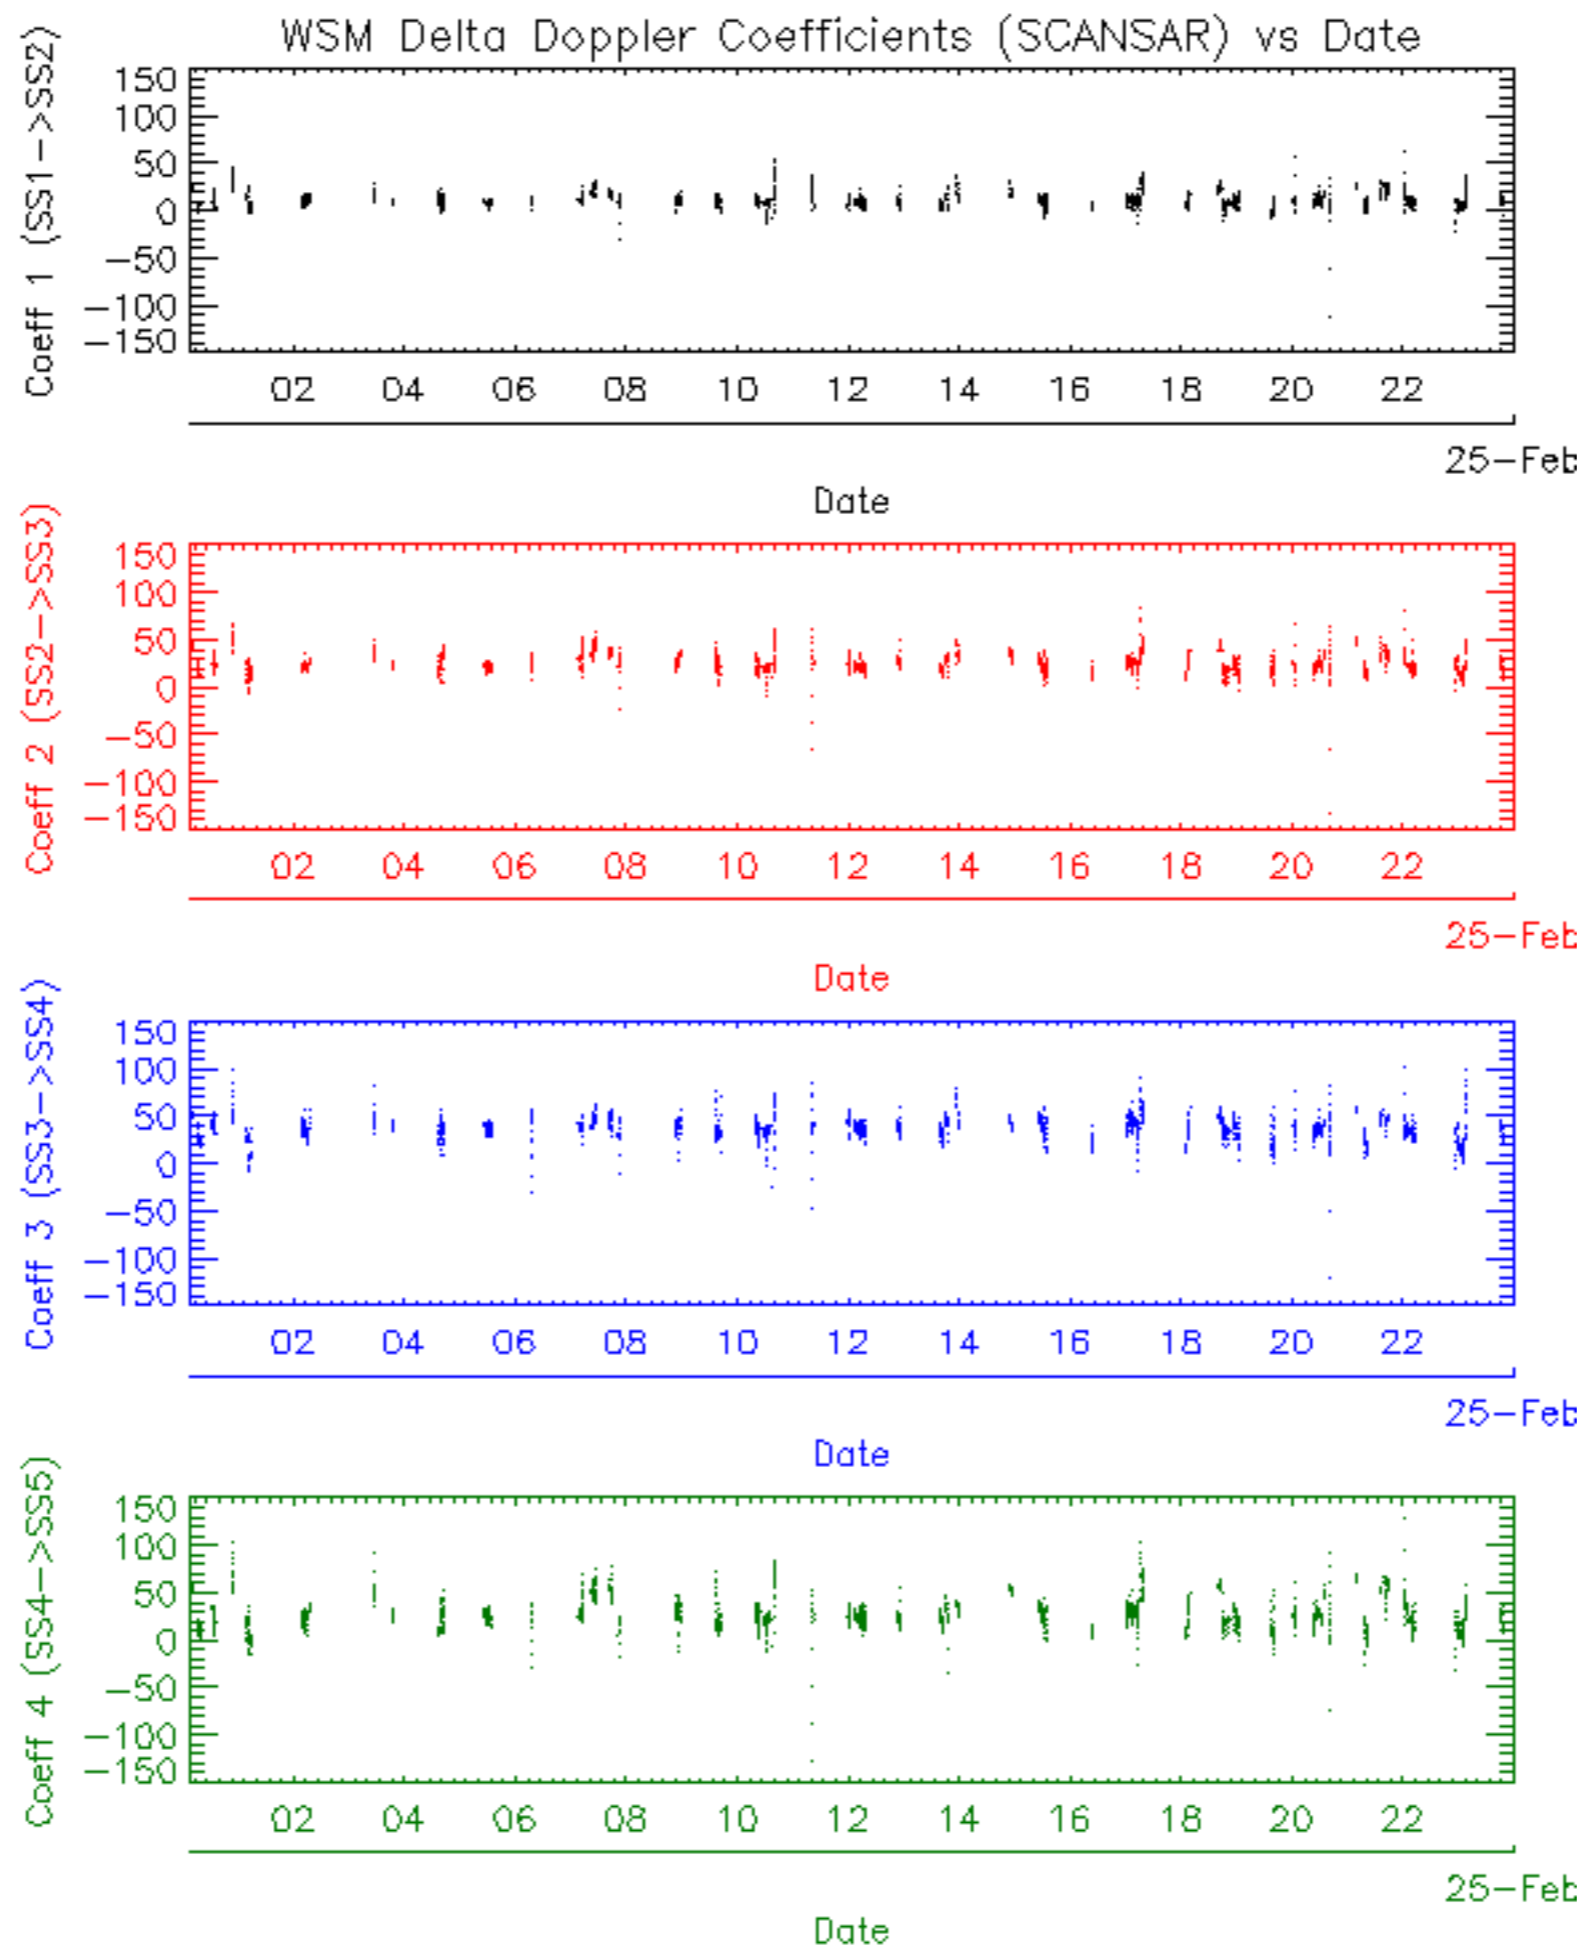 WSM Delta Doppler Coefficients (SCANSAR) vs Date
Coeff 1 (SS1->SS2)
150
100
50
0
-50
-100
-150
02 04 06 08 10 12 14 16 18 20 22
25-Feb
Date
Coeff 2 (SS2->SS3)
150
100
50
0
-50
-100
-150
02 04 06 08 10 12 14 16 18 20 22
25-Feb
Date
Coeff 3 (SS3->SS4)
150
100
50
0
-50
-100
-150
02 04 06 08 10 12 14 16 18 20 22
25-Feb
Date
Coeff 4 (SS4->SS5)
150
100
50
0
-50
-100
-150
02 04 06 08 10 12 14 16 18 20 22
25-Feb
Date